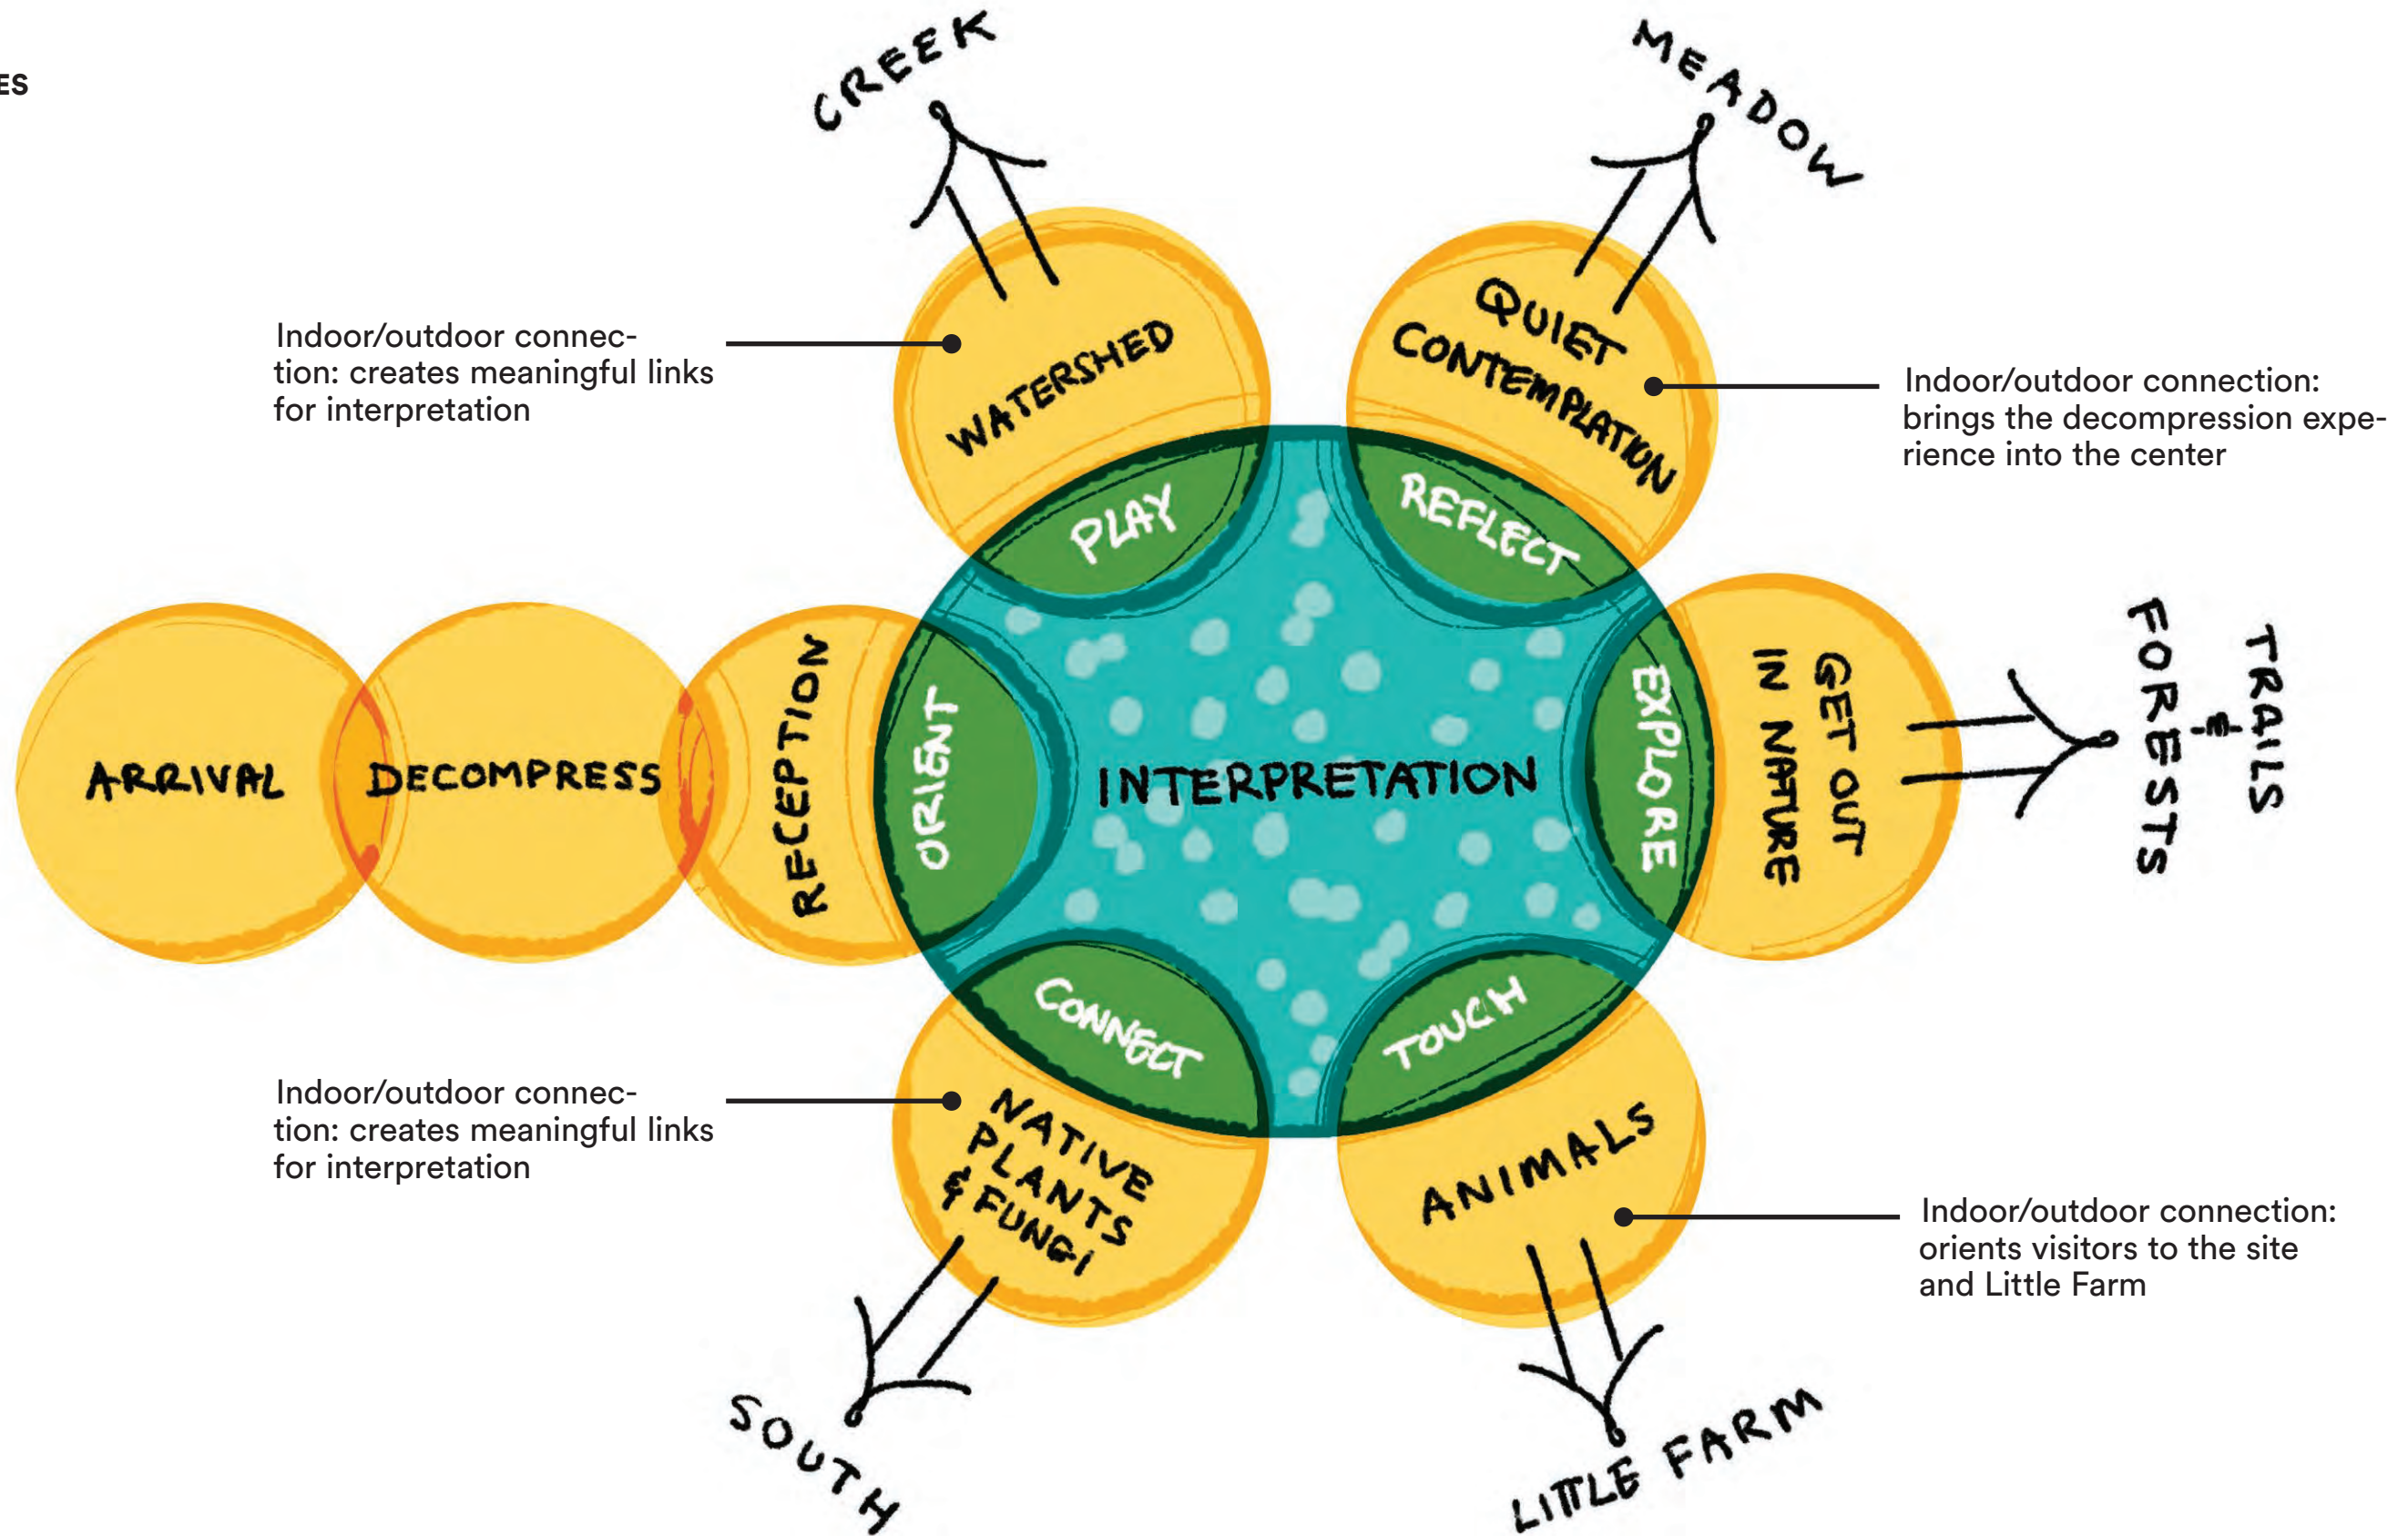 ES
CREEK
MEADOW
Indoor/outdoor connec-
tion: creates meaningful links
for interpretation
WATERSHED
QUIET
CONTEMPLATION
Indoor/outdoor connection:
brings the decompression expe-
rience into the center
PLAY
REFLECT
ARRIVAL
DECOMPRESS
RECEPTION
ORIENT
INTERPRETATION
EXPLORE
GET OUT
IN NATURE
TRAILS
&
FORESTS
CONNECT
TOUCH
Indoor/outdoor connec-
tion: creates meaningful links
for interpretation
NATIVE
PLANTS
& FUNGI
ANIMALS
Indoor/outdoor connection:
orients visitors to the site
and Little Farm
SOUTH
LITTLE FARM